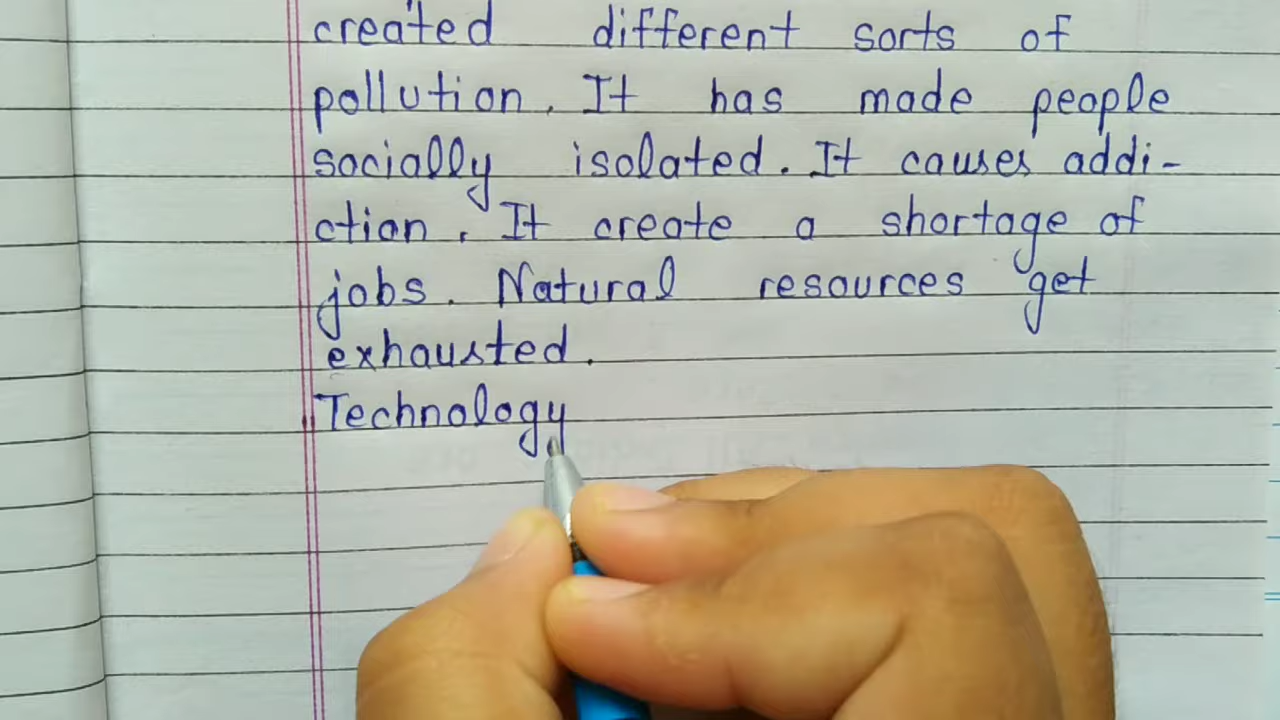 created different sorts of
pollution. It has made people
socially isolated. It causes addi-
ction. It create a shortage of
jobs. Natural resources get
exhausted.
Technology